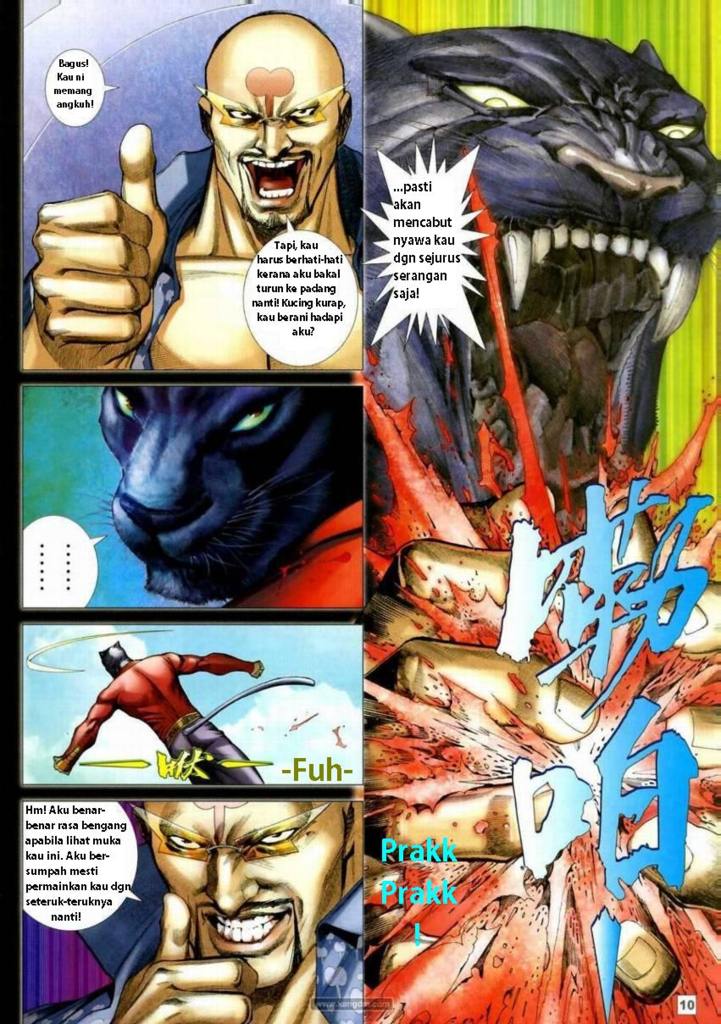 Bagus!
Kau ni
memang
angkuh!
Tapi, kau
harus berhati-hati
kerana aku bakal
turun ke padang
nanti! Kucing kurap,
kau berani hadapi
aku?
. .
. .
. .
. .
-Fuh-
Hm! Aku benar-
benar rasa bengang
apabila lihat muka
kau ini. Aku ber-
sumpah mesti
permainkan kau dgn
seteruk-teruknya
nanti!
...pasti
akan
mencabut
nyawa kau
dgn sejurus
serangan
saja!
嘞
咱
!
Prakk
Prakk
!
10